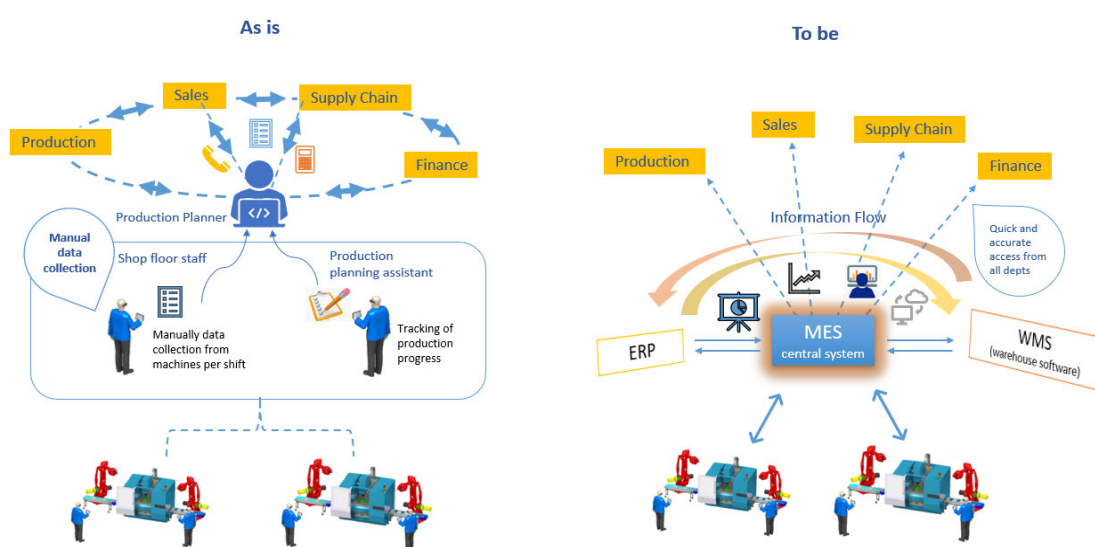 As is
Sales
Supply Chain
Production
Finance
Production Planner
Manual
data
collection
Shop floor staff
Production
planning assistant
Manually data
collection from
machines per shift
Tracking of
production
progress
To be
Sales
Supply Chain
Production
Finance
Information Flow
Quick and
accurate
access from
all depts
ERP
MES
central system
WMS
(warehouse software)